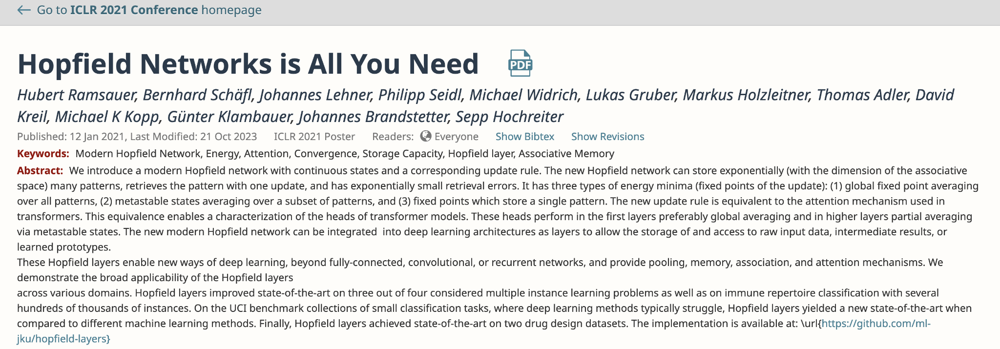 ← Go to ICLR 2021 Conference homepage
Hopfield Networks is All You Need
PDF
Hubert Ramsauer, Bernhard Schäfl, Johannes Lehner, Philipp Seidl, Michael Widrich, Lukas Gruber, Markus Holzleitner, Thomas Adler, David
Kreil, Michael K Kopp, Günter Klambauer, Johannes Brandstetter, Sepp Hochreiter
Published: 12 Jan 2021, Last Modified: 21 Oct 2023 ICLR 2021 Poster Readers: Everyone Show Bibtex Show Revisions
Keywords: Modern Hopfield Network, Energy, Attention, Convergence, Storage Capacity, Hopfield layer, Associative Memory
Abstract: We introduce a modern Hopfield network with continuous states and a corresponding update rule. The new Hopfield network can store exponentially (with the dimension of the associative
space) many patterns, retrieves the pattern with one update, and has exponentially small retrieval errors. It has three types of energy minima (fixed points of the update): (1) global fixed point averaging
over all patterns, (2) metastable states averaging over a subset of patterns, and (3) fixed points which store a single pattern. The new update rule is equivalent to the attention mechanism used in
transformers. This equivalence enables a characterization of the heads of transformer models. These heads perform in the first layers preferably global averaging and in higher layers partial averaging
via metastable states. The new modern Hopfield network can be integrated  into deep learning architectures as layers to allow the storage of and access to raw input data, intermediate results, or
learned prototypes.
These Hopfield layers enable new ways of deep learning, beyond fully-connected, convolutional, or recurrent networks, and provide pooling, memory, association, and attention mechanisms. We
demonstrate the broad applicability of the Hopfield layers
across various domains. Hopfield layers improved state-of-the-art on three out of four considered multiple instance learning problems as well as on immune repertoire classification with several
hundreds of thousands of instances. On the UCI benchmark collections of small classification tasks, where deep learning methods typically struggle, Hopfield layers yielded a new state-of-the-art when
compared to different machine learning methods. Finally, Hopfield layers achieved state-of-the-art on two drug design datasets. The implementation is available at: \url{https://github.com/ml-
jku/hopfield-layers}